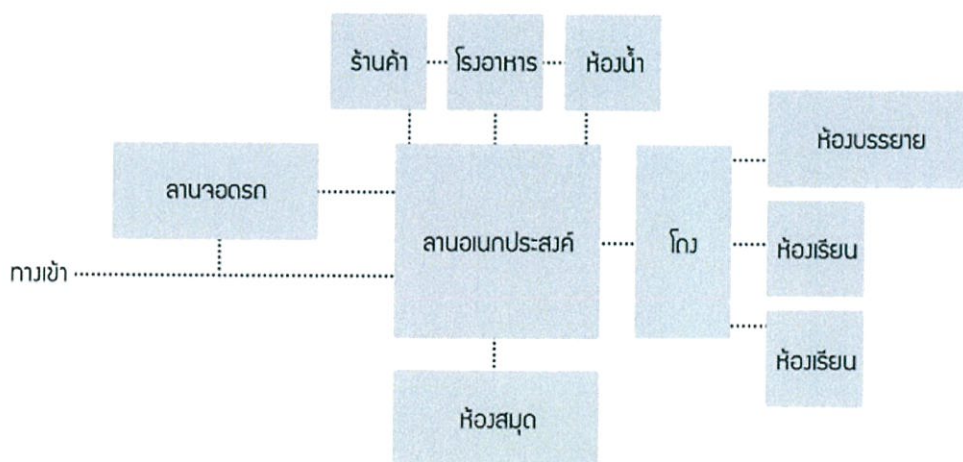 ร้านค้า
โรงอาหาร
ห้องน้ำ
ห้องบรรยาย
ลานจอดรถ
ลานอเนกประสงค์
โถง
ห้องเรียน
ทางเข้า
ห้องเรียน
ห้องสมุด